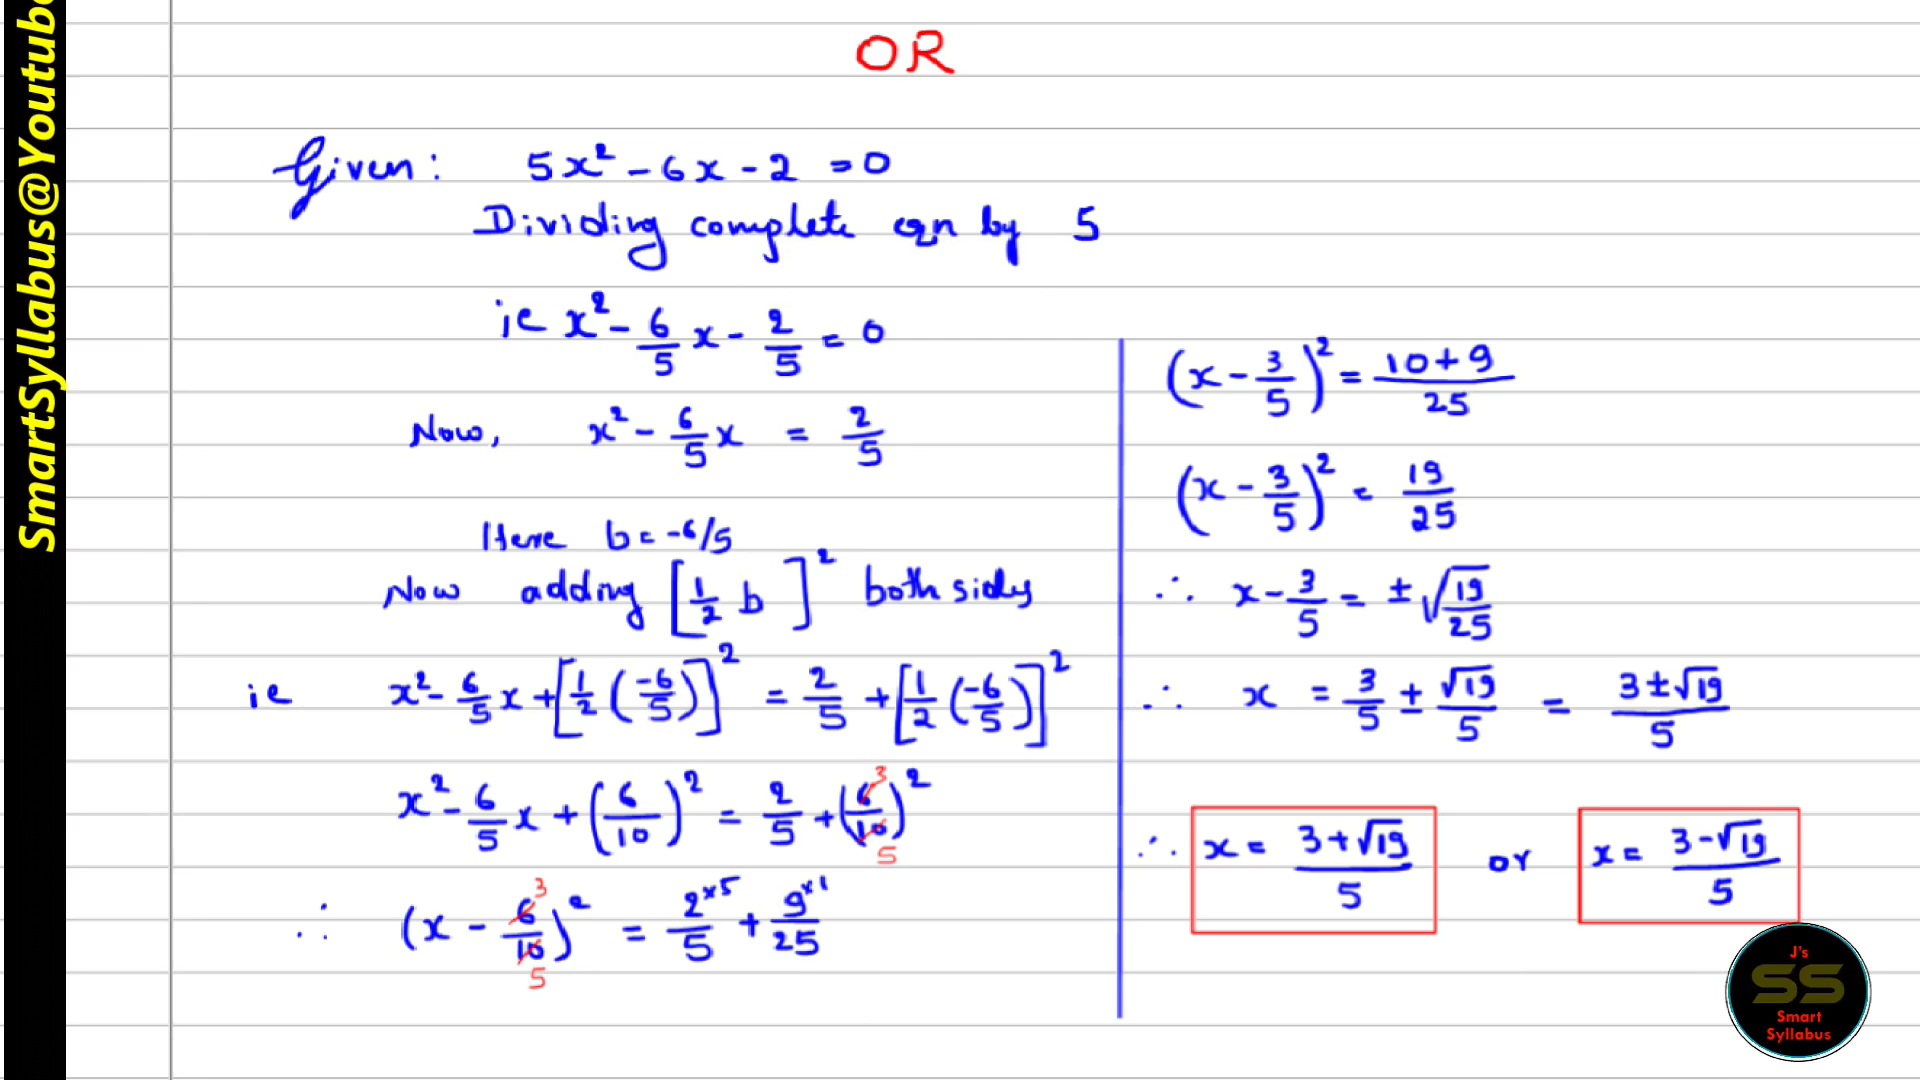 SmartSyllabus@Youtube
OR
Given: 5x² - 6x - 2 = 0
Dividing complete eqn by 5
ie x² - 6/5 x - 2/5 = 0
Now, x² - 6/5 x = 2/5
Here b = -6/5
Now adding [1/2 b]² both sides
ie x² - 6/5 x + [1/2 (-6/5)]² = 2/5 + [1/2 (-6/5)]²
x² - 6/5 x + (6/10)² = 2/5 + (6/10)² 3 5
∴ (x - 6/10)² = 2×5/5 + 9×1/25 3 5
(x - 3/5)² = 10+9/25
(x - 3/5)² = 19/25
∴ x - 3/5 = ± √19/25
∴ x = 3/5 ± √19/5 = 3±√19/5
∴ x = 3+√19/5 or x = 3-√19/5
J's
SS
Smart
Syllabus